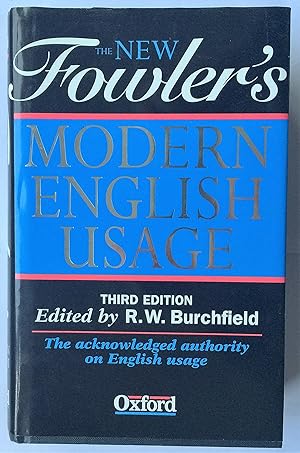 THE NEW
Fowler's
MODERN
ENGLISH
USAGE
THIRD EDITION
Edited by R.W. Burchfield
The acknowledged authority
on English usage
Oxford